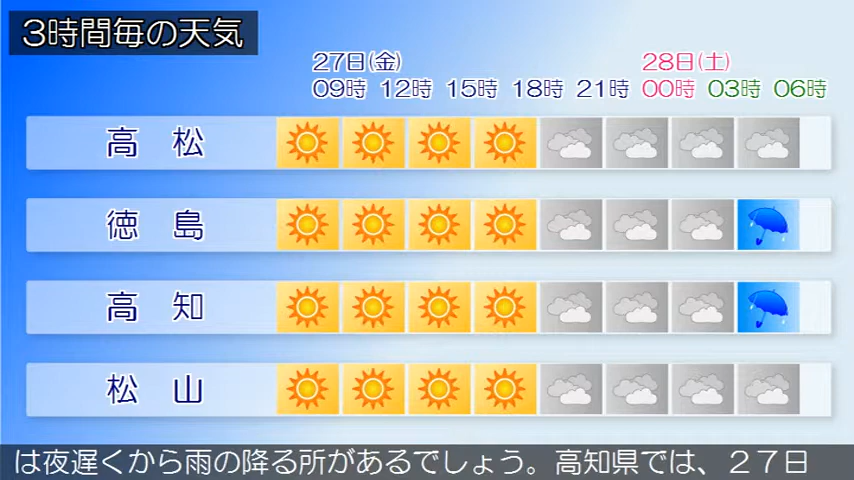 3時間毎の天気
27日(金) 28日(土)
09時 12時 15時 18時 21時 00時 03時 06時
高 松
徳 島
高 知
松 山
は夜遅くから雨の降る所があるでしょう。高知県では、２７日